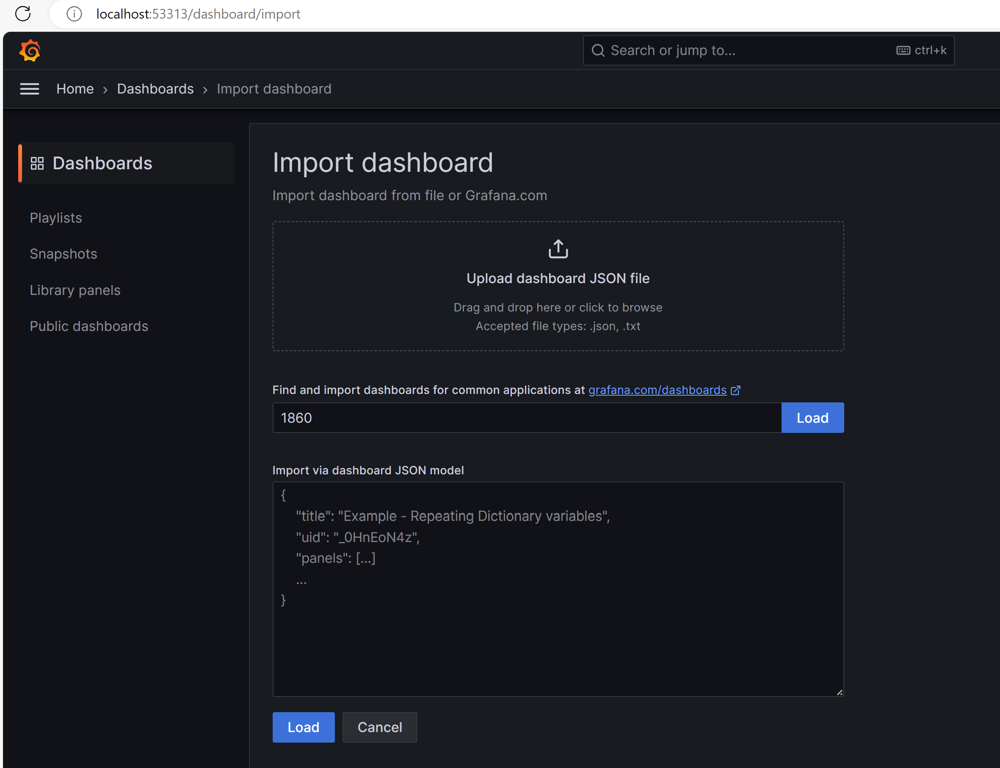 localhost:53313/dashboard/import
Search or jump to...
ctrl+k
Home › Dashboards › Import dashboard
Dashboards
Playlists
Snapshots
Library panels
Public dashboards
Import dashboard
Import dashboard from file or Grafana.com
Upload dashboard JSON file
Drag and drop here or click to browse
Accepted file types: .json, .txt
Find and import dashboards for common applications at grafana.com/dashboards
1860
Load
Import via dashboard JSON model
{
"title": "Example - Repeating Dictionary variables",
"uid": "_0HnEoN4z",
"panels": [...]
...
}
Load
Cancel